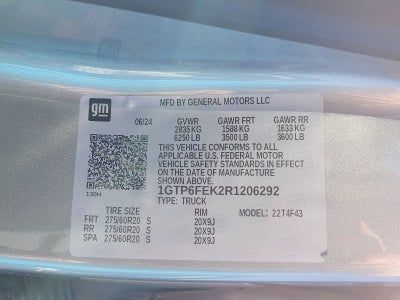 gm
MFD BY GENERAL MOTORS LLC
06/24 GVWR GAWR FRT GAWR RR
2835 KG 1588 KG 1633 KG
6250 LB 3500 LB 3600 LB
THIS VEHICLE CONFORMS TO ALL
APPLICABLE U.S. FEDERAL MOTOR
VEHICLE SAFETY STANDARDS IN EFFECT
ON THE DATE OF MANUFACTURE
SHOWN ABOVE.
130H
1GTP6FEK2R1206292
TYPE: TRUCK
TIRE SIZE RIM MODEL: 22T4F43
FRT 275/60R20 S 20X9J
RR 275/60R20 S 20X9J
SPA 275/60R20 S 20X9J